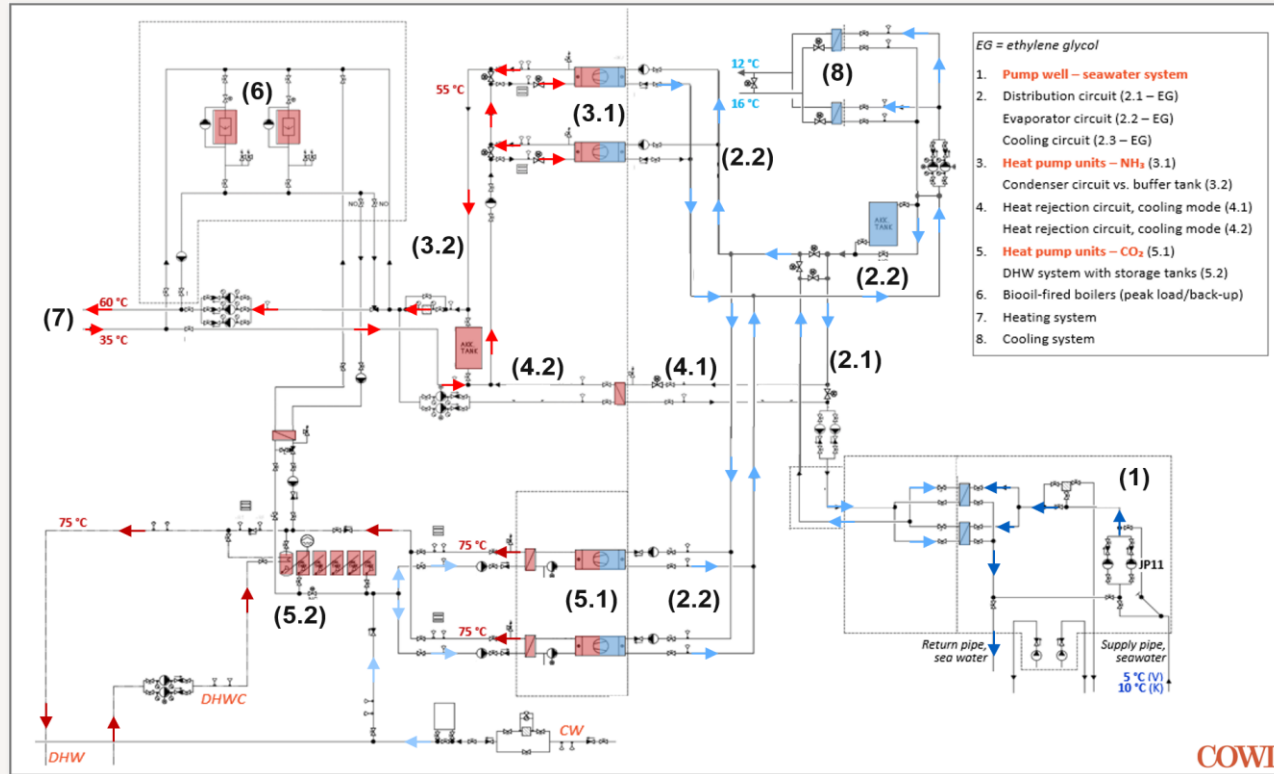 (6)
55 °C
(3.1)
12 °C
16 °C
(8)
(2.2)
(3.2)
AKK.
TANK
(2.2)
NO
NO
60 °C
(7)
35 °C
AKK
TANK
(4.2)
(4.1)
(2.1)
(1)
JP11
75 °C
75 °C
(5.1)
(2.2)
(5.2)
75 °C
DHWC
DHW
CW
Return pipe,
sea water
Supply pipe,
seawater
5 °C (V)
10 °C (K)
EG = ethylene glycol
1. Pump well – seawater system
2. Distribution circuit (2.1 – EG)
Evaporator circuit (2.2 – EG)
Cooling circuit (2.3 – EG)
3. Heat pump units – NH₃ (3.1)
Condenser circuit vs. buffer tank (3.2)
4. Heat rejection circuit, cooling mode (4.1)
Heat rejection circuit, cooling mode (4.2)
5. Heat pump units – CO₂ (5.1)
DHW system with storage tanks (5.2)
6. Biooil-fired boilers (peak load/back-up)
7. Heating system
8. Cooling system
COWI